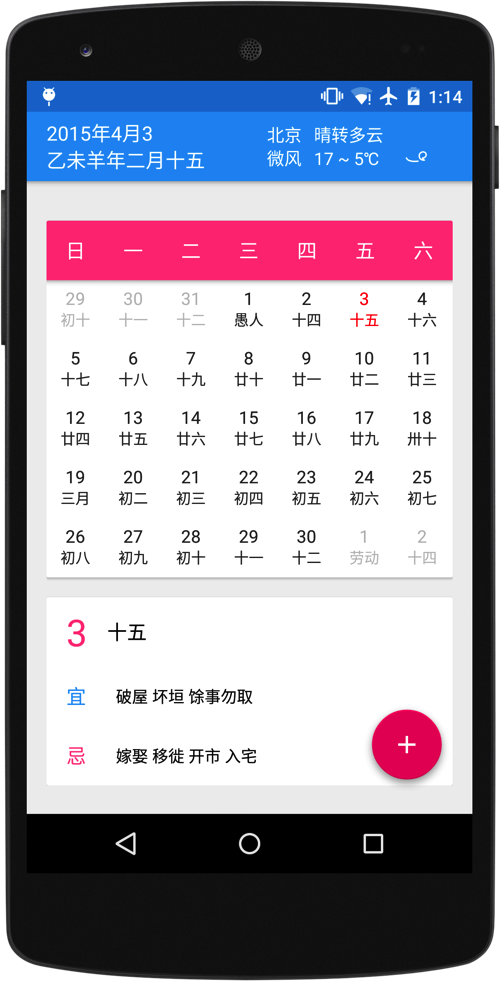 1:14
2015年4月3 北京 晴转多云
乙未羊年二月十五 微风 17 ~ 5℃
日 一 二 三 四 五 六
29 30 31 1 2 3 4
初十 十一 十二 愚人 十四 十五 十六
5 6 7 8 9 10 11
十七 十八 十九 廿十 廿一 廿二 廿三
12 13 14 15 16 17 18
廿四 廿五 廿六 廿七 廿八 廿九 卅十
19 20 21 22 23 24 25
三月 初二 初三 初四 初五 初六 初七
26 27 28 29 30 1 2
初八 初九 初十 十一 十二 劳动 十四
3 十五
宜 破屋 坏垣 馀事勿取
忌 嫁娶 移徙 开市 入宅